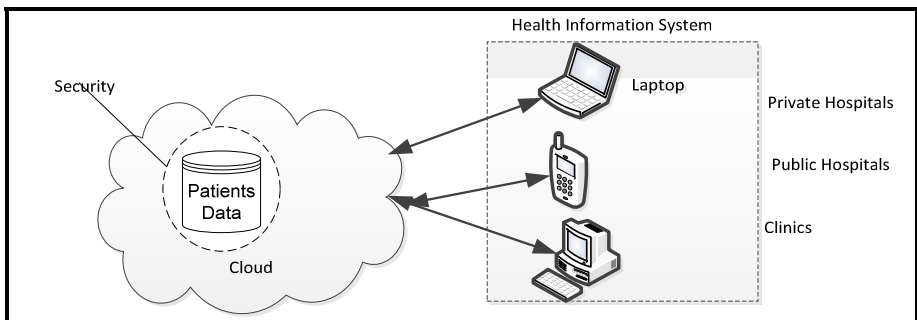 Health Information System
Security
Laptop
Private Hospitals
Patients
Data
Public Hospitals
Clinics
Cloud